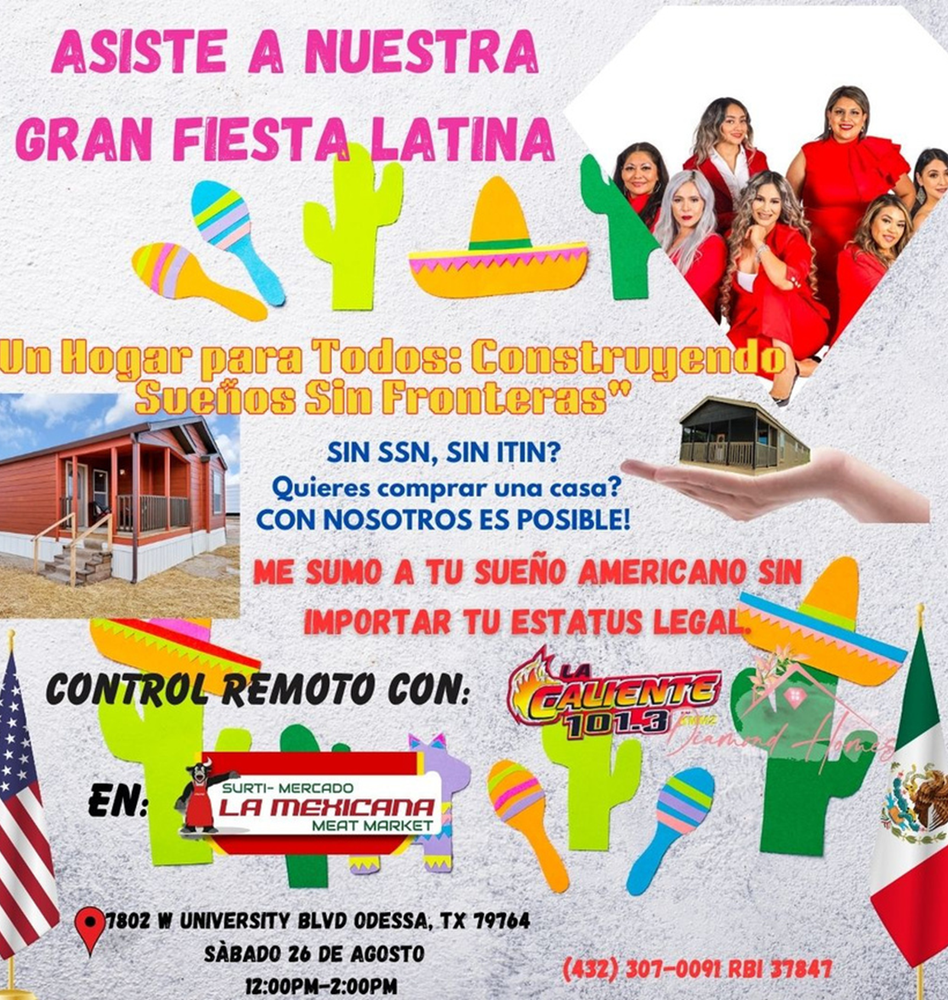 ASISTE A NUESTRA
GRAN FIESTA LATINA
Un Hogar para Todos: Construyendo
Sueños Sin Fronteras"
SIN SSN, SIN ITIN?
Quieres comprar una casa?
CON NOSOTROS ES POSIBLE!
ME SUMO A TU SUEÑO AMERICANO SIN
IMPORTAR TU ESTATUS LEGAL.
CONTROL REMOTO CON:
LA
CALIENTE
101.3
Diamond Homes
EN:
SURTI- MERCADO
LA MEXICANA
MEAT MARKET
7802 W UNIVERSITY BLVD ODESSA, TX 79764
SÀBADO 26 DE AGOSTO
12:00PM-2:00PM
(432) 307-0091 RBI 37847